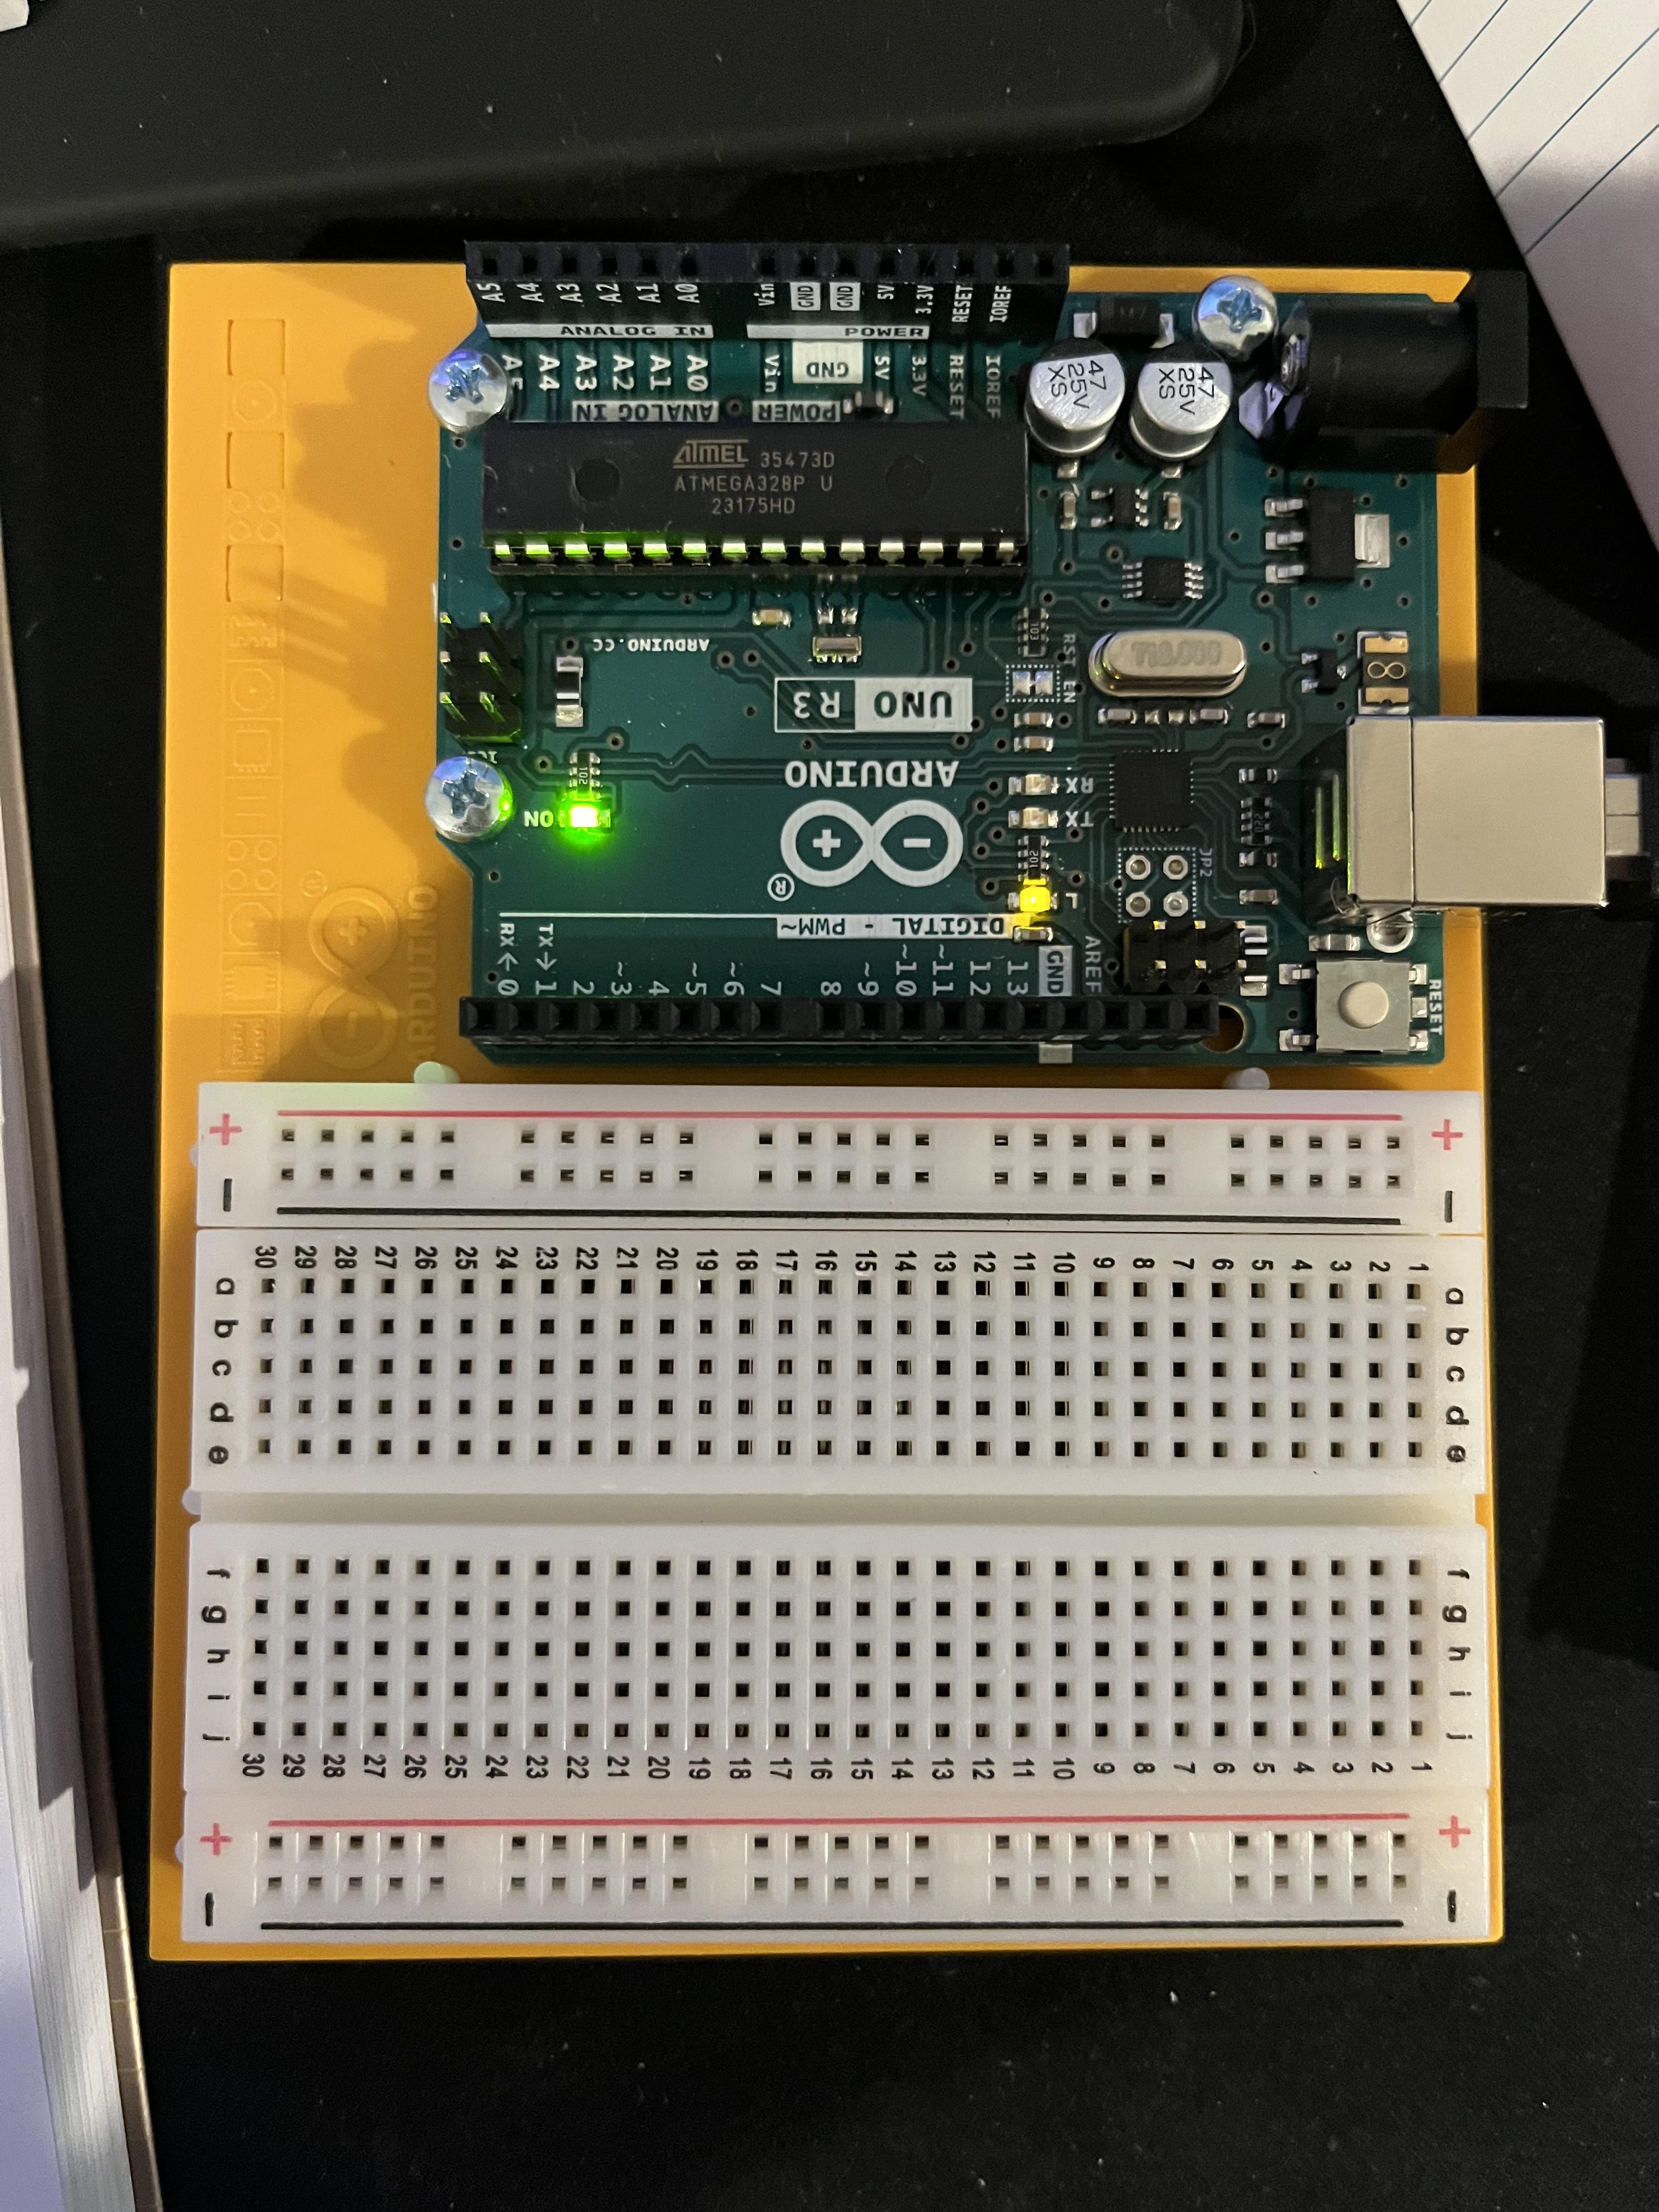 A5 A4 A3 A2 A1 A0 Vin GND GND 5V 3.3V RESET IOREF
ANALOG IN POWER
A5 A4 A3 A2 A1 A0 Vin GND 5V 3.3V RESET IOREF
ANALOG IN POWER
M7
47 25V XS
47 25V XS
ATMEL 35473D
ATMEGA328P U
23175HD
ARDUINO.CC
103
RST EN
8
UNO R3
ARDUINO
®
ON
201
RX
TX
102
L
JP2
DIGITAL - PWM~
RX←0 TX→1 2 ~3 4 ~5 ~6 7 8 ~9 ~10 ~11 12 13 GND AREF
RESET
ARDUINO
+ +
- -
30 29 28 27 26 25 24 23 22 21 20 19 18 17 16 15 14 13 12 11 10 9 8 7 6 5 4 3 2 1
a a
b b
c c
d d
e e
f f
g g
h h
i i
j j
30 29 28 27 26 25 24 23 22 21 20 19 18 17 16 15 14 13 12 11 10 9 8 7 6 5 4 3 2 1
+ +
- -